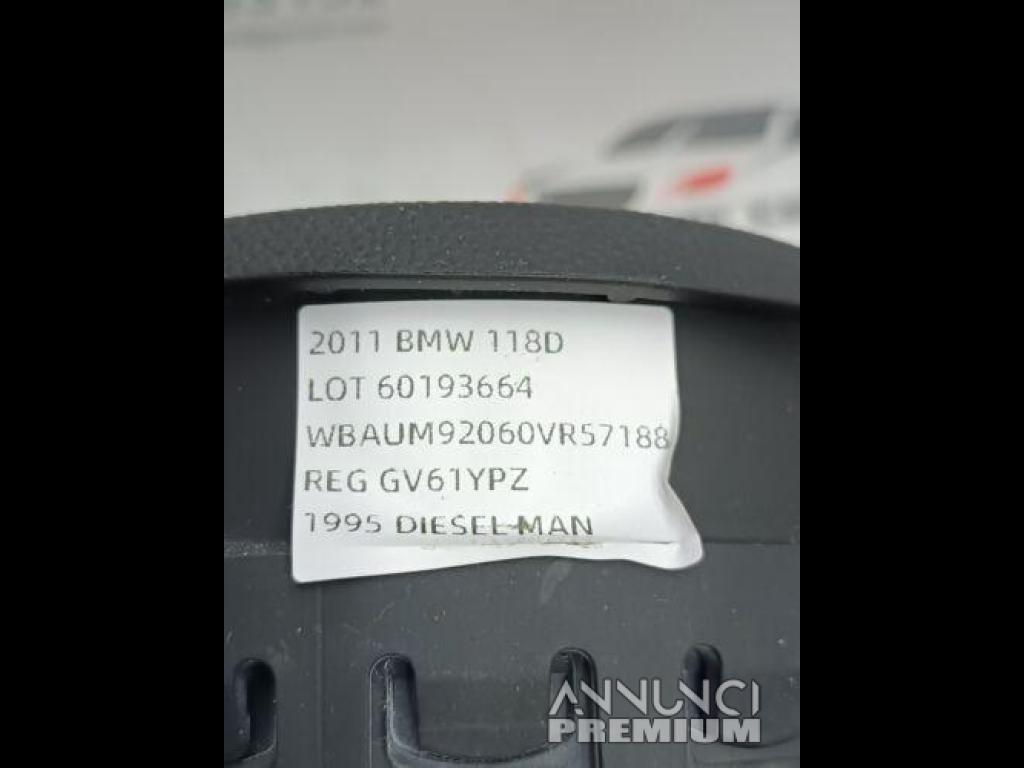 2011 BMW 118D
LOT 60193664
WBAUM92060VR57188
REG GV61YPZ
1995 DIESEL MAN
ANNUNCI
PREMIUM